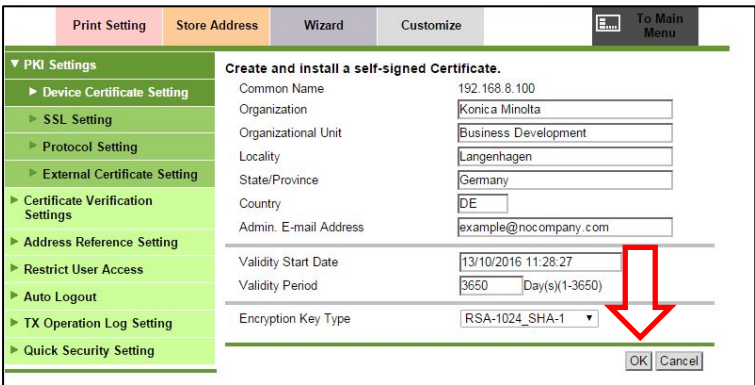 Print Setting Store Address Wizard Customize To Main
Menu
▼ PKI Settings
▶ Device Certificate Setting
▶ SSL Setting
▶ Protocol Setting
▶ External Certificate Setting
▶ Certificate Verification
Settings
▶ Address Reference Setting
▶ Restrict User Access
▶ Auto Logout
▶ TX Operation Log Setting
▶ Quick Security Setting
Create and install a self-signed Certificate.
Common Name 192.168.8.100
Organization Konica Minolta
Organizational Unit Business Development
Locality Langenhagen
State/Province Germany
Country DE
Admin. E-mail Address example@nocompany.com
Validity Start Date 13/10/2016 11:28:27
Validity Period 3650 Day(s)(1-3650)
Encryption Key Type RSA-1024_SHA-1 ▼
OK Cancel